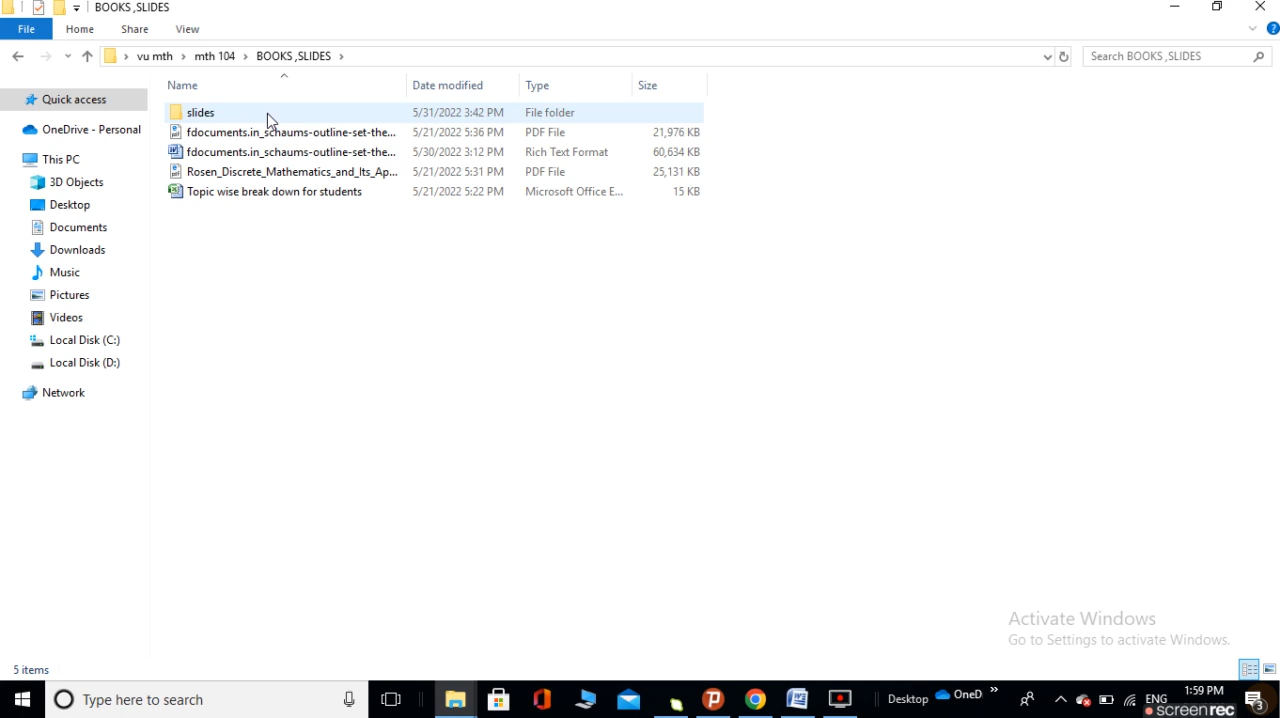 BOOKS ,SLIDES
File Home Share View
vu mth › mth 104 › BOOKS ,SLIDES ›
Search BOOKS ,SLIDES
Name Date modified Type Size
Quick access
OneDrive - Personal
This PC
3D Objects
Desktop
Documents
Downloads
Music
Pictures
Videos
Local Disk (C:)
Local Disk (D:)
Network
slides 5/31/2022 3:42 PM File folder
fdocuments.in_schaums-outline-set-the... 5/21/2022 5:36 PM PDF File 21,976 KB
fdocuments.in_schaums-outline-set-the... 5/30/2022 3:12 PM Rich Text Format 60,634 KB
Rosen_Discrete_Mathematics_and_Its_Ap... 5/21/2022 5:31 PM PDF File 25,131 KB
Topic wise break down for students 5/21/2022 5:22 PM Microsoft Office E... 15 KB
Activate Windows
Go to Settings to activate Windows.
5 items
Type here to search
Desktop
OneD
ENG
1:59 PM
screenrec
3